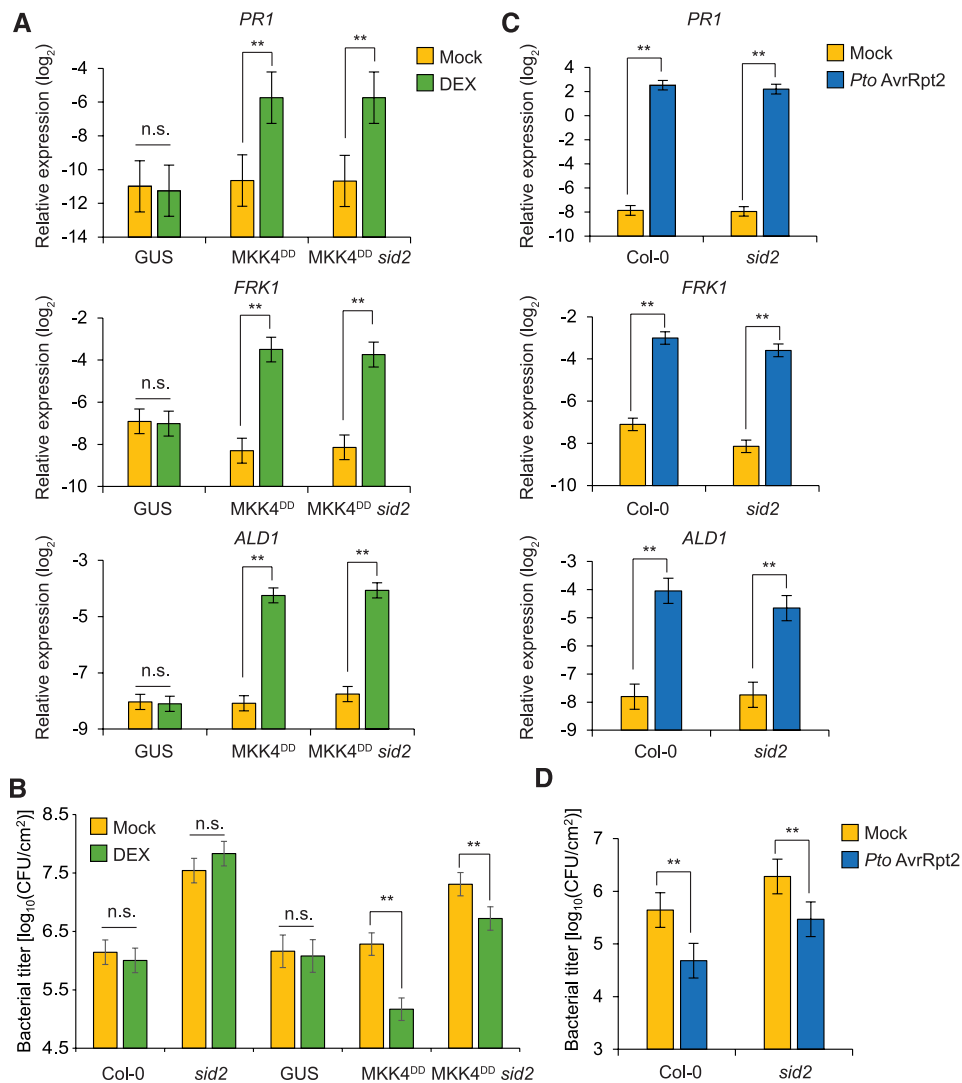 A
PR1
Relative expression (log2)
-4
-6
-8
-10
-12
-14
n.s.
**
**
Mock
DEX
GUS
MKK4DD
MKK4DD sid2
FRK1
Relative expression (log2)
-2
-4
-6
-8
-10
n.s.
**
**
GUS
MKK4DD
MKK4DD sid2
ALD1
Relative expression (log2)
-3
-4
-5
-7
-8
-9
n.s.
**
**
GUS
MKK4DD
MKK4DD sid2
C
PR1
Relative expression (log2)
4
2
0
-2
-4
-6
-8
-10
**
**
Mock
Pto AvrRpt2
Col-0
sid2
FRK1
Relative expression (log2)
-2
-4
-6
-8
-10
**
**
Col-0
sid2
ALD1
Relative expression (log2)
-3
-4
-5
-6
-7
-8
-9
**
**
Col-0
sid2
B
Bacterial titer [log10(CFU/cm2)]
8.5
7.5
6.5
5.5
4.5
Mock
DEX
n.s.
n.s.
n.s.
**
**
Col-0
sid2
GUS
MKK4DD
MKK4DD sid2
D
Bacterial titer [log10(CFU/cm2)]
7
6
5
4
3
**
**
Mock
Pto AvrRpt2
Col-0
sid2